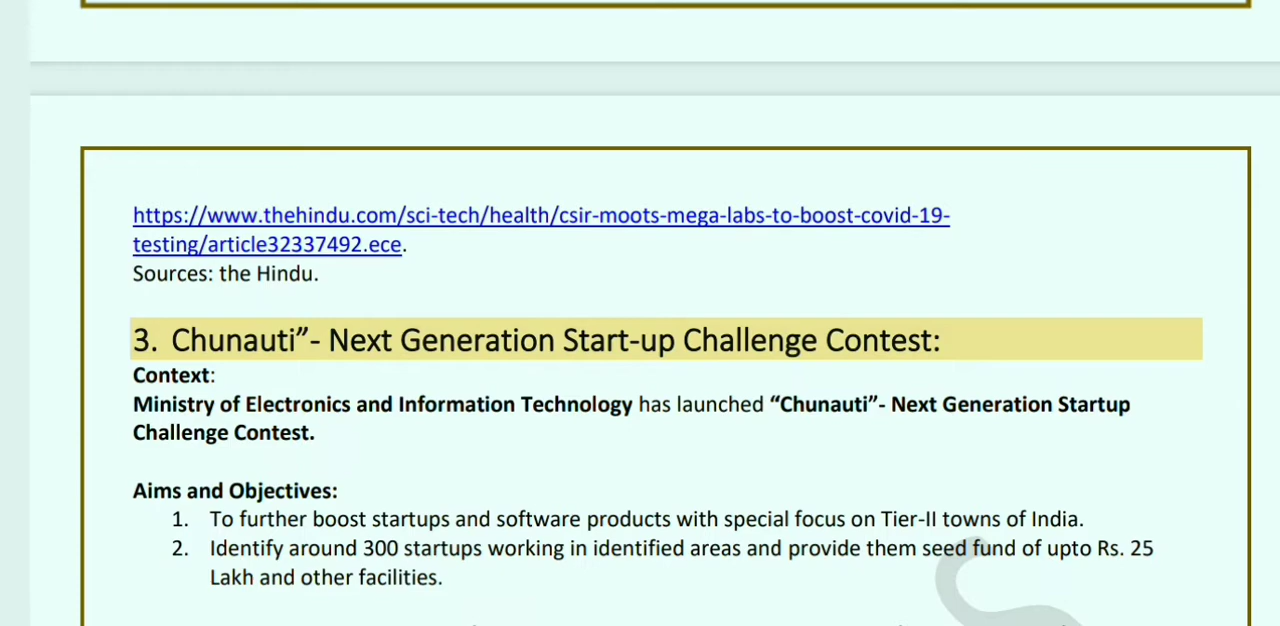 https://www.thehindu.com/sci-tech/health/csir-moots-mega-labs-to-boost-covid-19-
testing/article32337492.ece.
Sources: the Hindu.
3. Chunauti”- Next Generation Start-up Challenge Contest:
Context:
Ministry of Electronics and Information Technology has launched “Chunauti”- Next Generation Startup
Challenge Contest.
Aims and Objectives:
1. To further boost startups and software products with special focus on Tier-II towns of India.
2. Identify around 300 startups working in identified areas and provide them seed fund of upto Rs. 25
Lakh and other facilities.